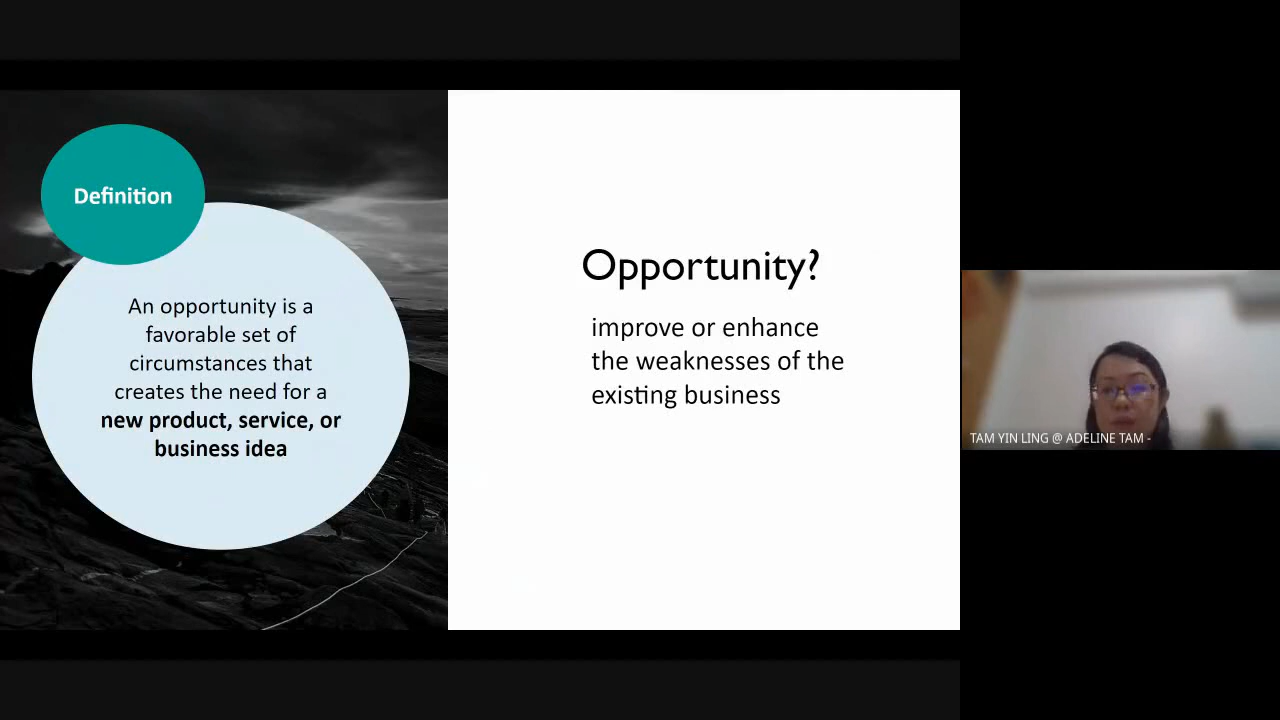 Definition
An opportunity is a
favorable set of
circumstances that
creates the need for a
new product, service, or
business idea
Opportunity?
improve or enhance
the weaknesses of the
existing business
TAM YIN LING @ ADELINE TAM -